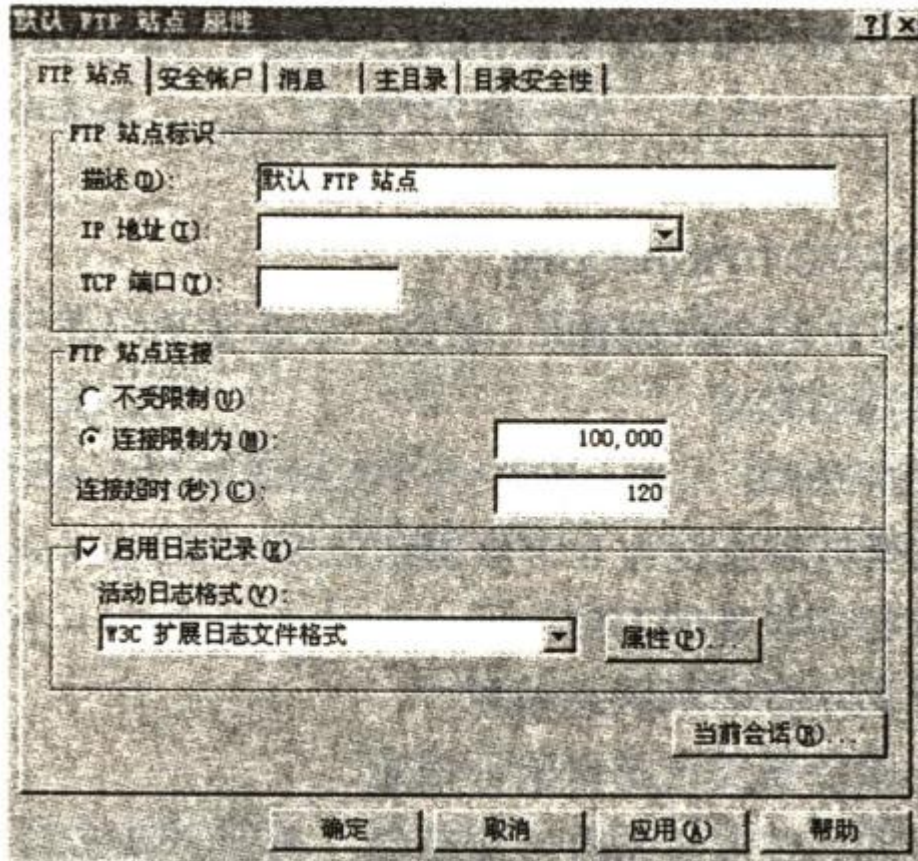 默认 FTP 站点 属性
FTP 站点 安全帐户 消息 主目录 目录安全性
FTP 站点标识
描述(D): 默认 FTP 站点
IP 地址(I):
TCP 端口(T):
FTP 站点连接
不受限制(U)
连接限制为(M): 100,000
连接超时(秒)(C): 120
启用日志记录(E)
活动日志格式(V):
W3C 扩展日志文件格式 属性(P)...
当前会话(R)...
确定 取消 应用(A) 帮助